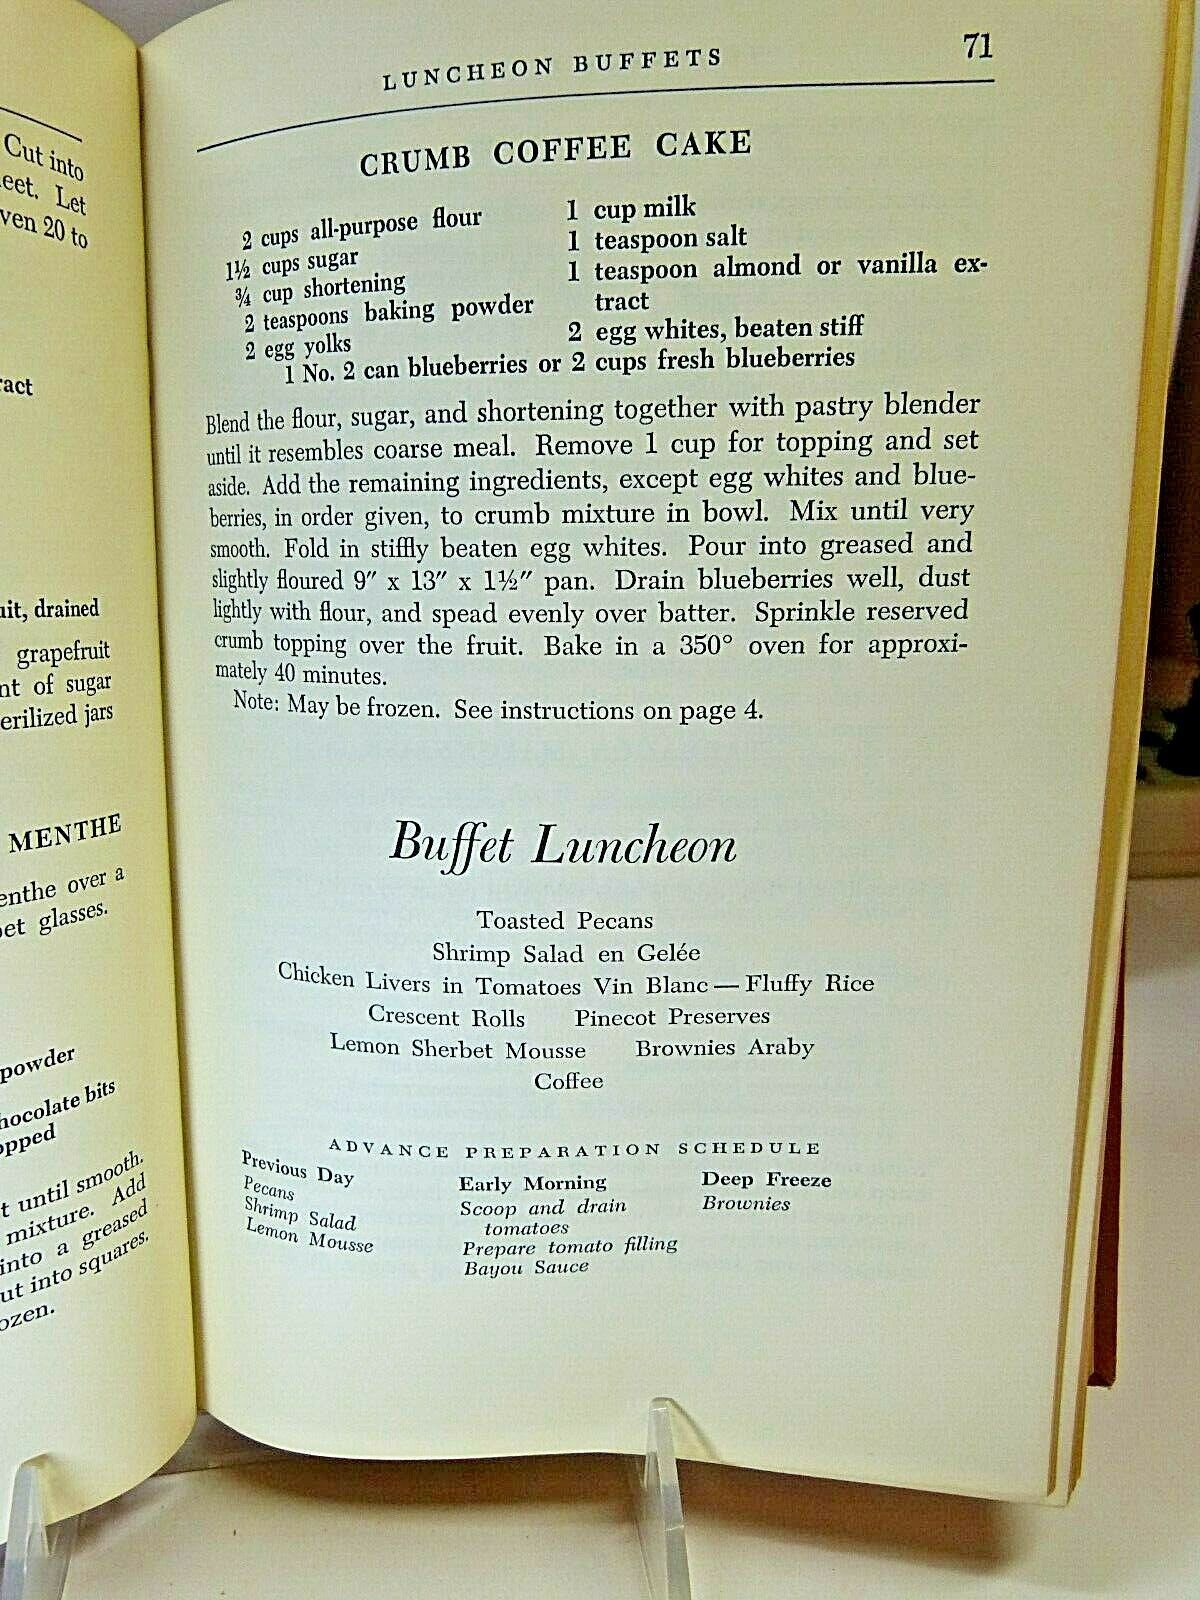 Cut into
eet. Let
ven 20 to
ract
uit, drained
grapefruit
nt of sugar
erilized jars
MENTHE
enthe over a
et glasses.
powder
hocolate bits
opped
t until smooth.
mixture. Add
into a greased
ut into squares.
ozen.
LUNCHEON BUFFETS 71
CRUMB COFFEE CAKE
2 cups all-purpose flour
1½ cups sugar
¾ cup shortening
2 teaspoons baking powder
2 egg yolks
1 cup milk
1 teaspoon salt
1 teaspoon almond or vanilla ex-
tract
2 egg whites, beaten stiff
1 No. 2 can blueberries or 2 cups fresh blueberries
Blend the flour, sugar, and shortening together with pastry blender
until it resembles coarse meal. Remove 1 cup for topping and set
aside. Add the remaining ingredients, except egg whites and blue-
berries, in order given, to crumb mixture in bowl. Mix until very
smooth. Fold in stiffly beaten egg whites. Pour into greased and
slightly floured 9″ x 13″ x 1½″ pan. Drain blueberries well, dust
lightly with flour, and spead evenly over batter. Sprinkle reserved
crumb topping over the fruit. Bake in a 350° oven for approxi-
mately 40 minutes.
Note: May be frozen. See instructions on page 4.
Buffet Luncheon
Toasted Pecans
Shrimp Salad en Gelée
Chicken Livers in Tomatoes Vin Blanc — Fluffy Rice
Crescent Rolls Pinecot Preserves
Lemon Sherbet Mousse Brownies Araby
Coffee
ADVANCE PREPARATION SCHEDULE
Previous Day
Pecans
Shrimp Salad
Lemon Mousse
Early Morning
Scoop and drain
tomatoes
Prepare tomato filling
Bayou Sauce
Deep Freeze
Brownies